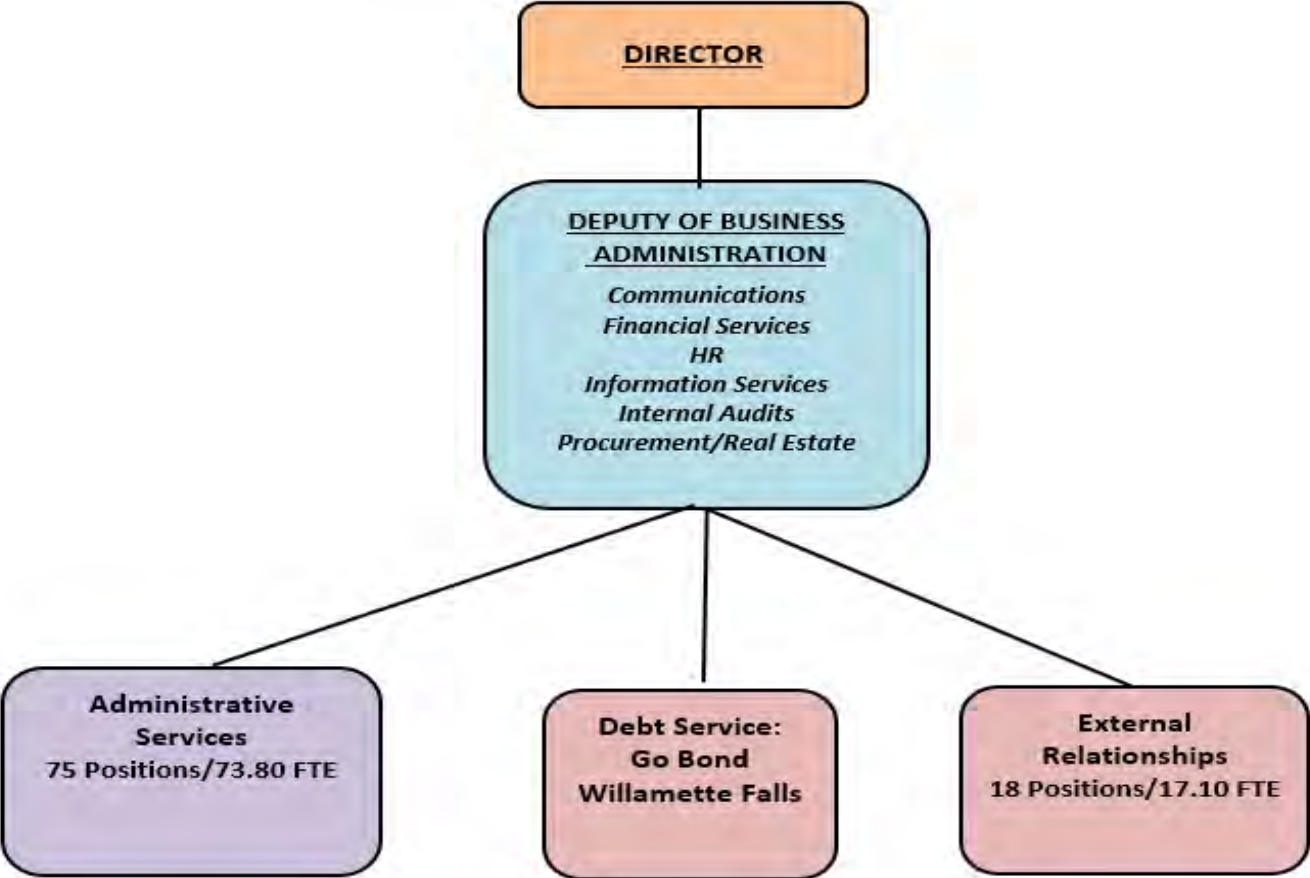 DIRECTOR
DEPUTY OF BUSINESS
ADMINISTRATION
Communications
Financial Services
HR
Information Services
Internal Audits
Procurement/Real Estate
Administrative
Services
75 Positions/73.80 FTE
Debt Service:
Go Bond
Willamette Falls
External
Relationships
18 Positions/17.10 FTE